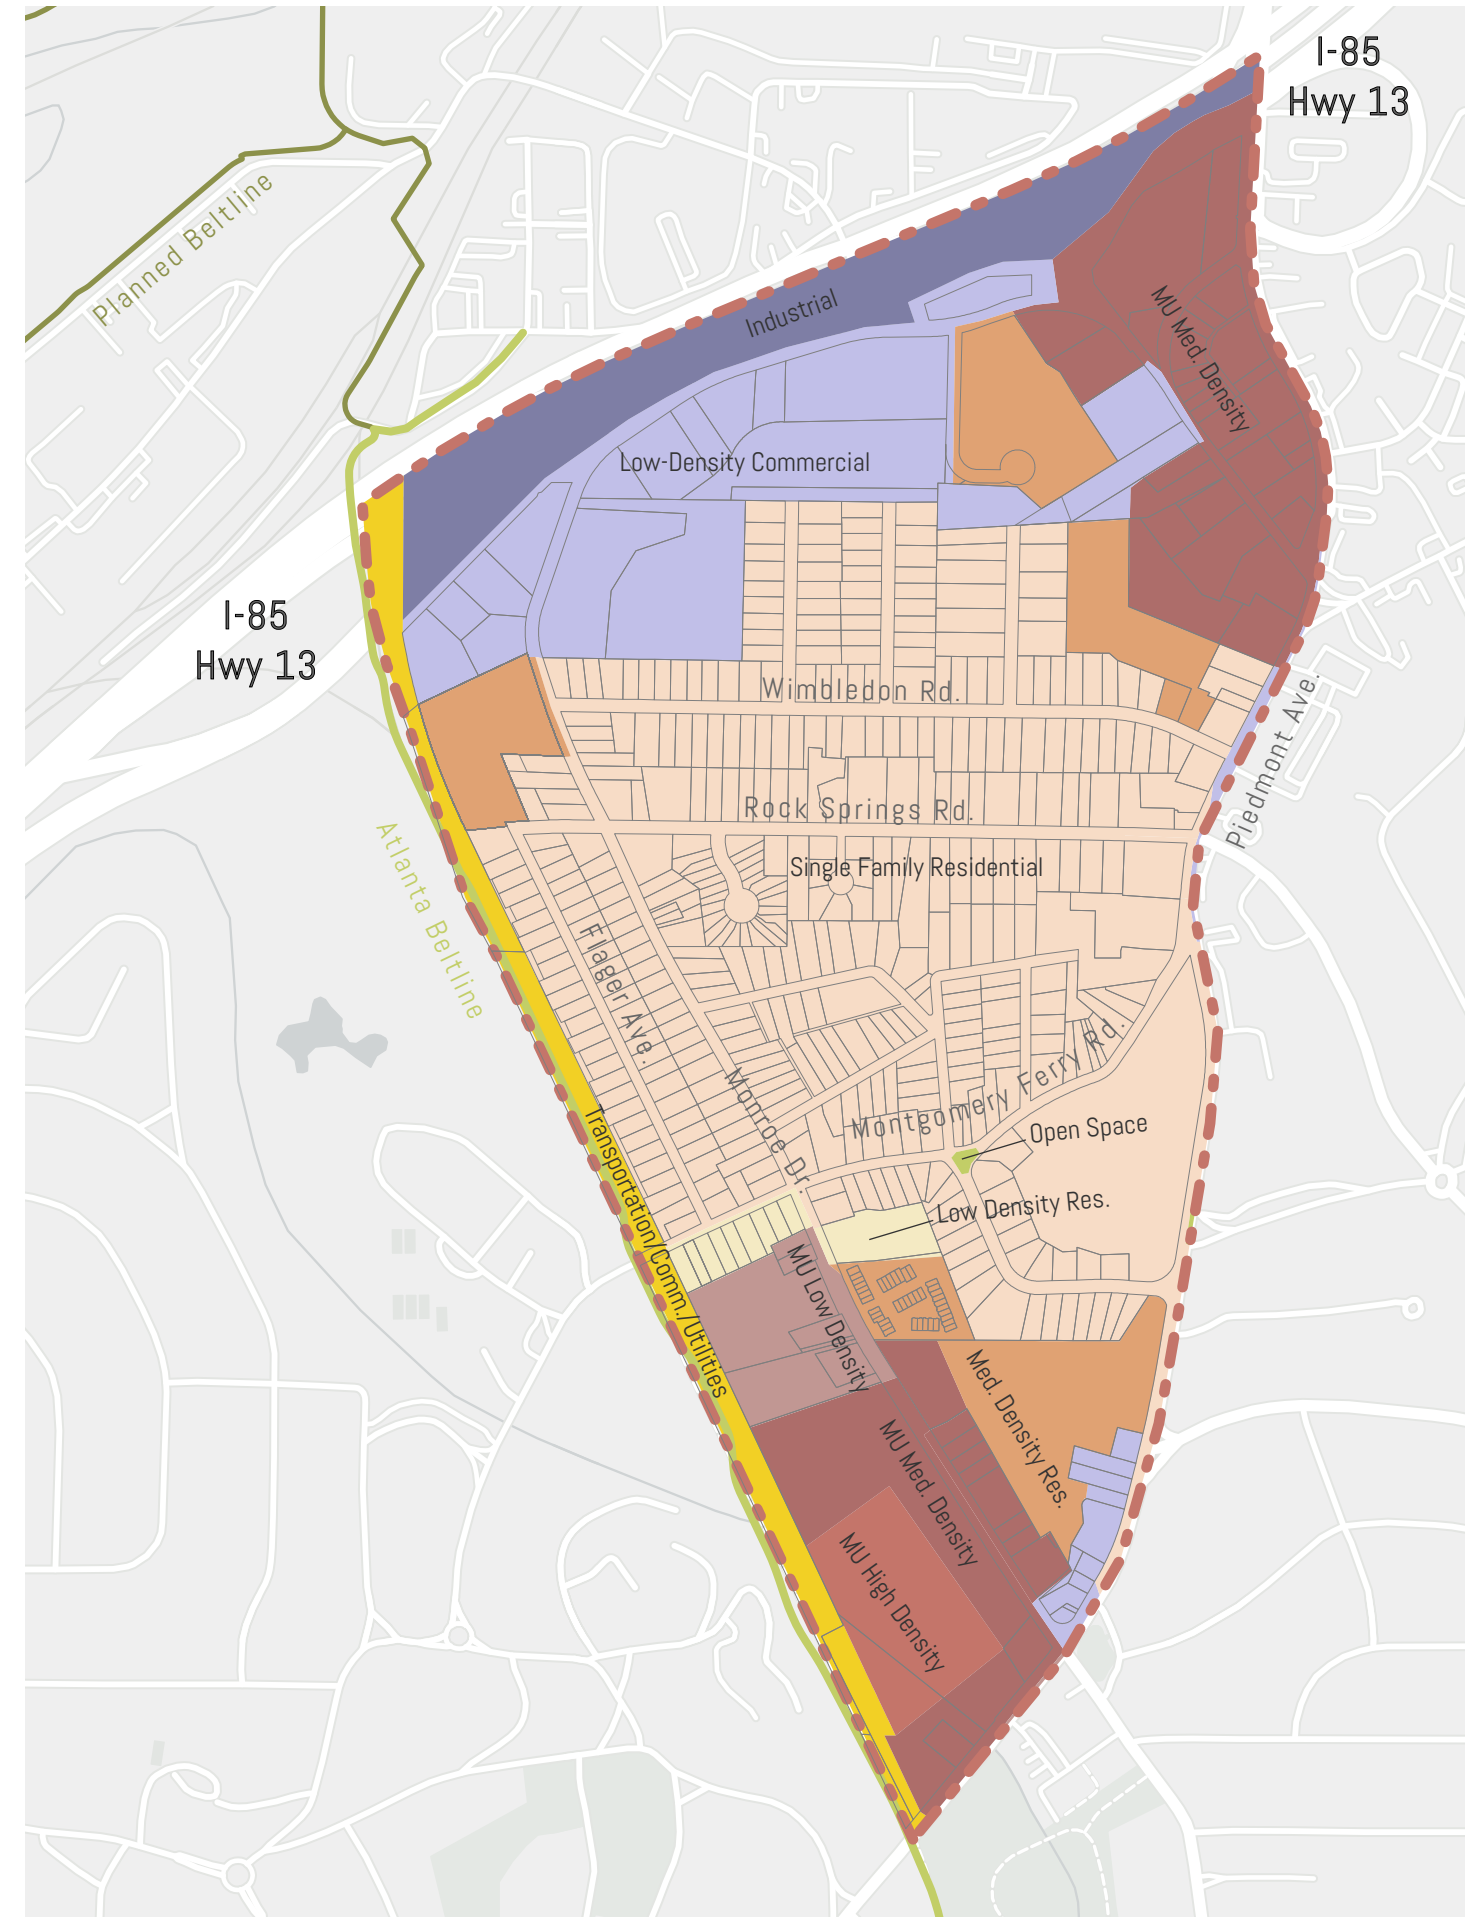 I-85
Hwy 13
Planned Beltline
Industrial
MU Med. Density
Low-Density Commercial
I-85
Hwy 13
Wimbledon Rd.
Piedmont Ave.
Rock Springs Rd.
Single Family Residential
Atlanta Beltline
Flager Ave.
Monroe Dr.
Montgomery Ferry Rd.
Open Space
Low Density Res.
Transportation/Comm./Utilities
MU Low Density
Med. Density Res.
MU Med. Density
MU High Density